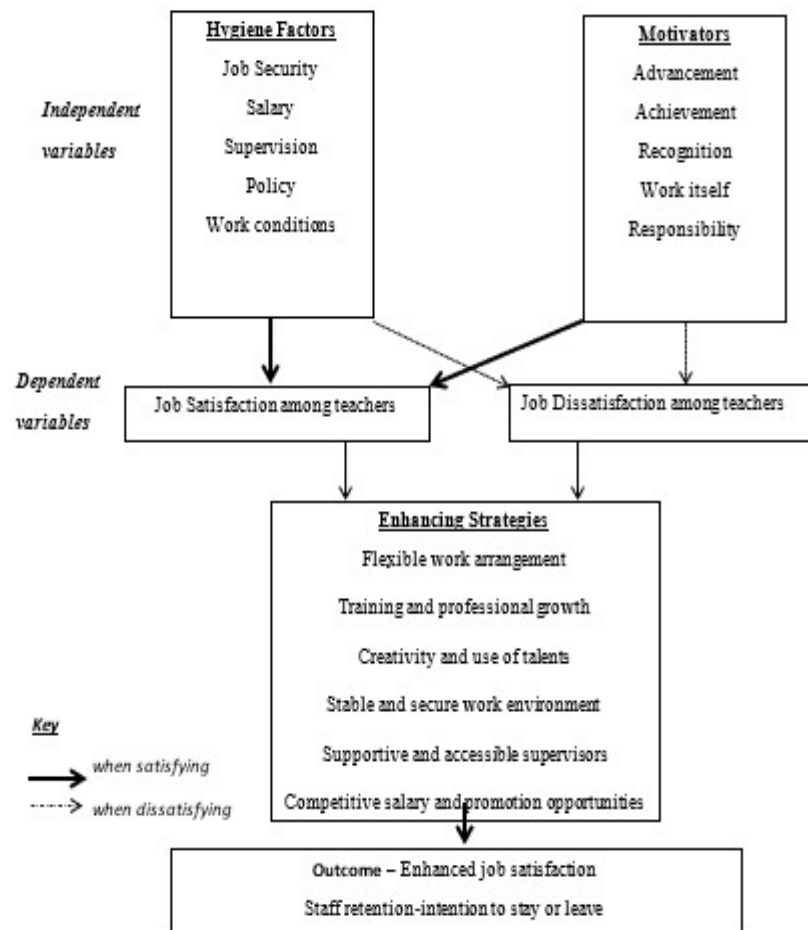 Hygiene Factors
Job Security
Salary
Supervision
Policy
Work conditions
Motivators
Advancement
Achievement
Recognition
Work itself
Responsibility
Independent
variables
Dependent
variables
Job Satisfaction among teachers
Job Dissatisfaction among teachers
Enhancing Strategies
Flexible work arrangement
Training and professional growth
Creativity and use of talents
Stable and secure work environment
Supportive and accessible supervisors
Competitive salary and promotion opportunities
Key
when satisfying
when dissatisfying
Outcome – Enhanced job satisfaction
Staff retention-intention to stay or leave